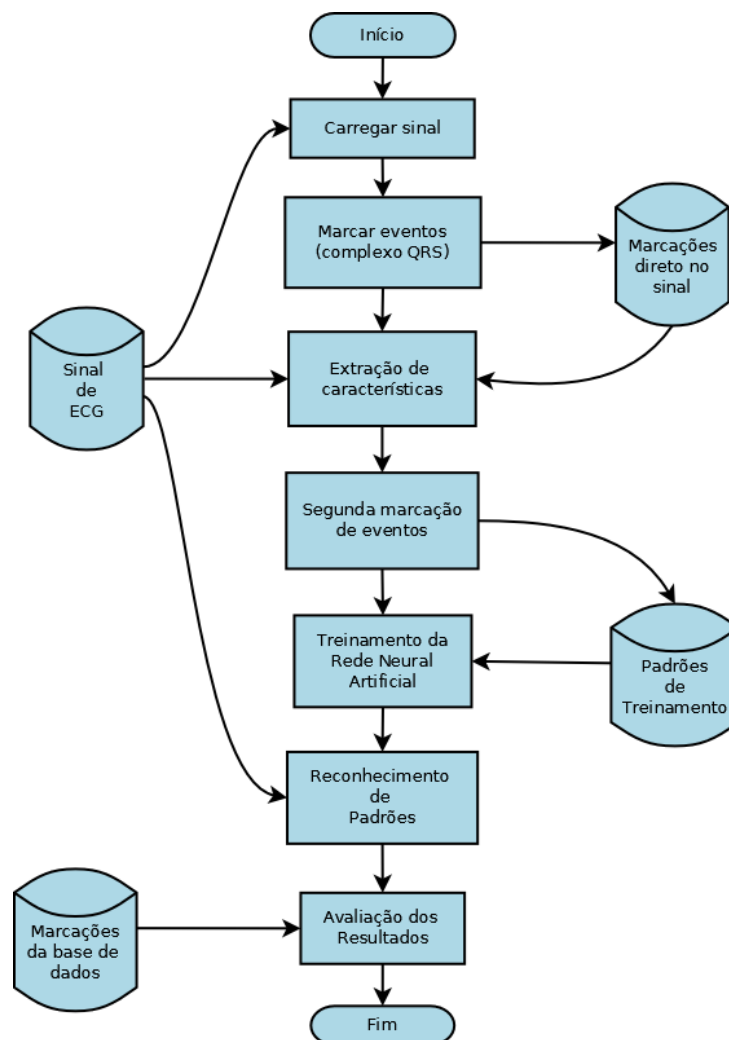 Início
Carregar sinal
Marcar eventos
(complexo QRS)
Marcações
direto no
sinal
Sinal
de
ECG
Extração de
características
Segunda marcação
de eventos
Treinamento da
Rede Neural
Artificial
Padrões
de
Treinamento
Reconhecimento
de
Padrões
Marcações
da base de
dados
Avaliação dos
Resultados
Fim